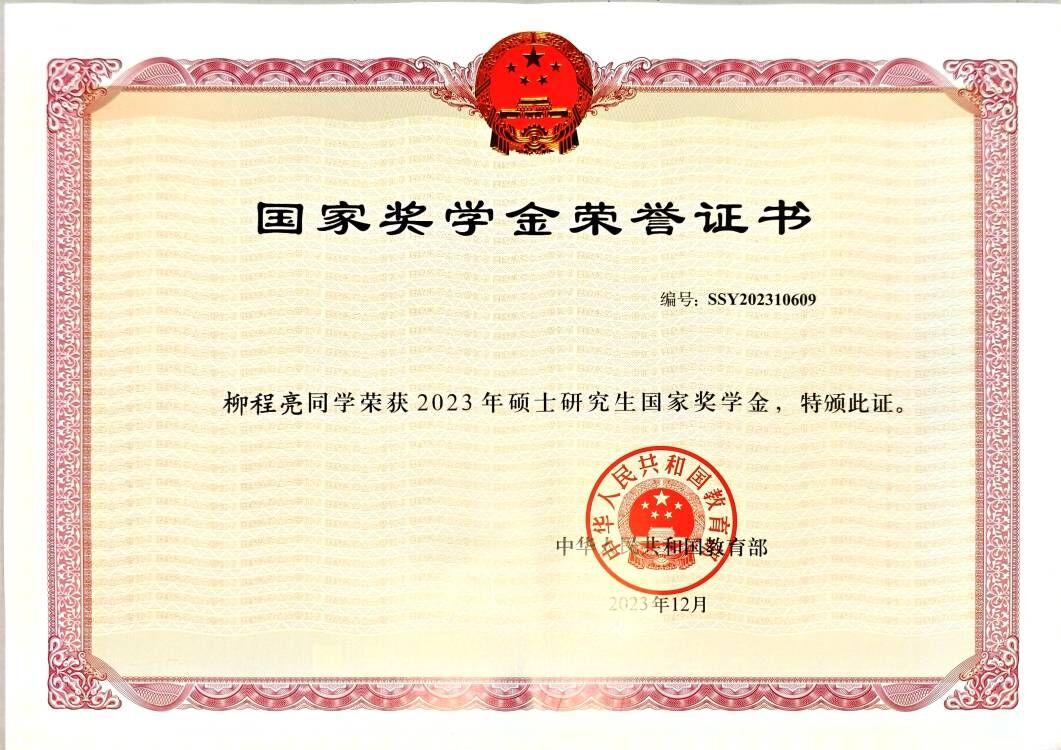 国家奖学金荣誉证书
编号：SSY202310609
柳程亮同学荣获2023年硕士研究生国家奖学金，特颁此证。
中华人民共和国教育部
中华人民共和国教育部
2023年12月